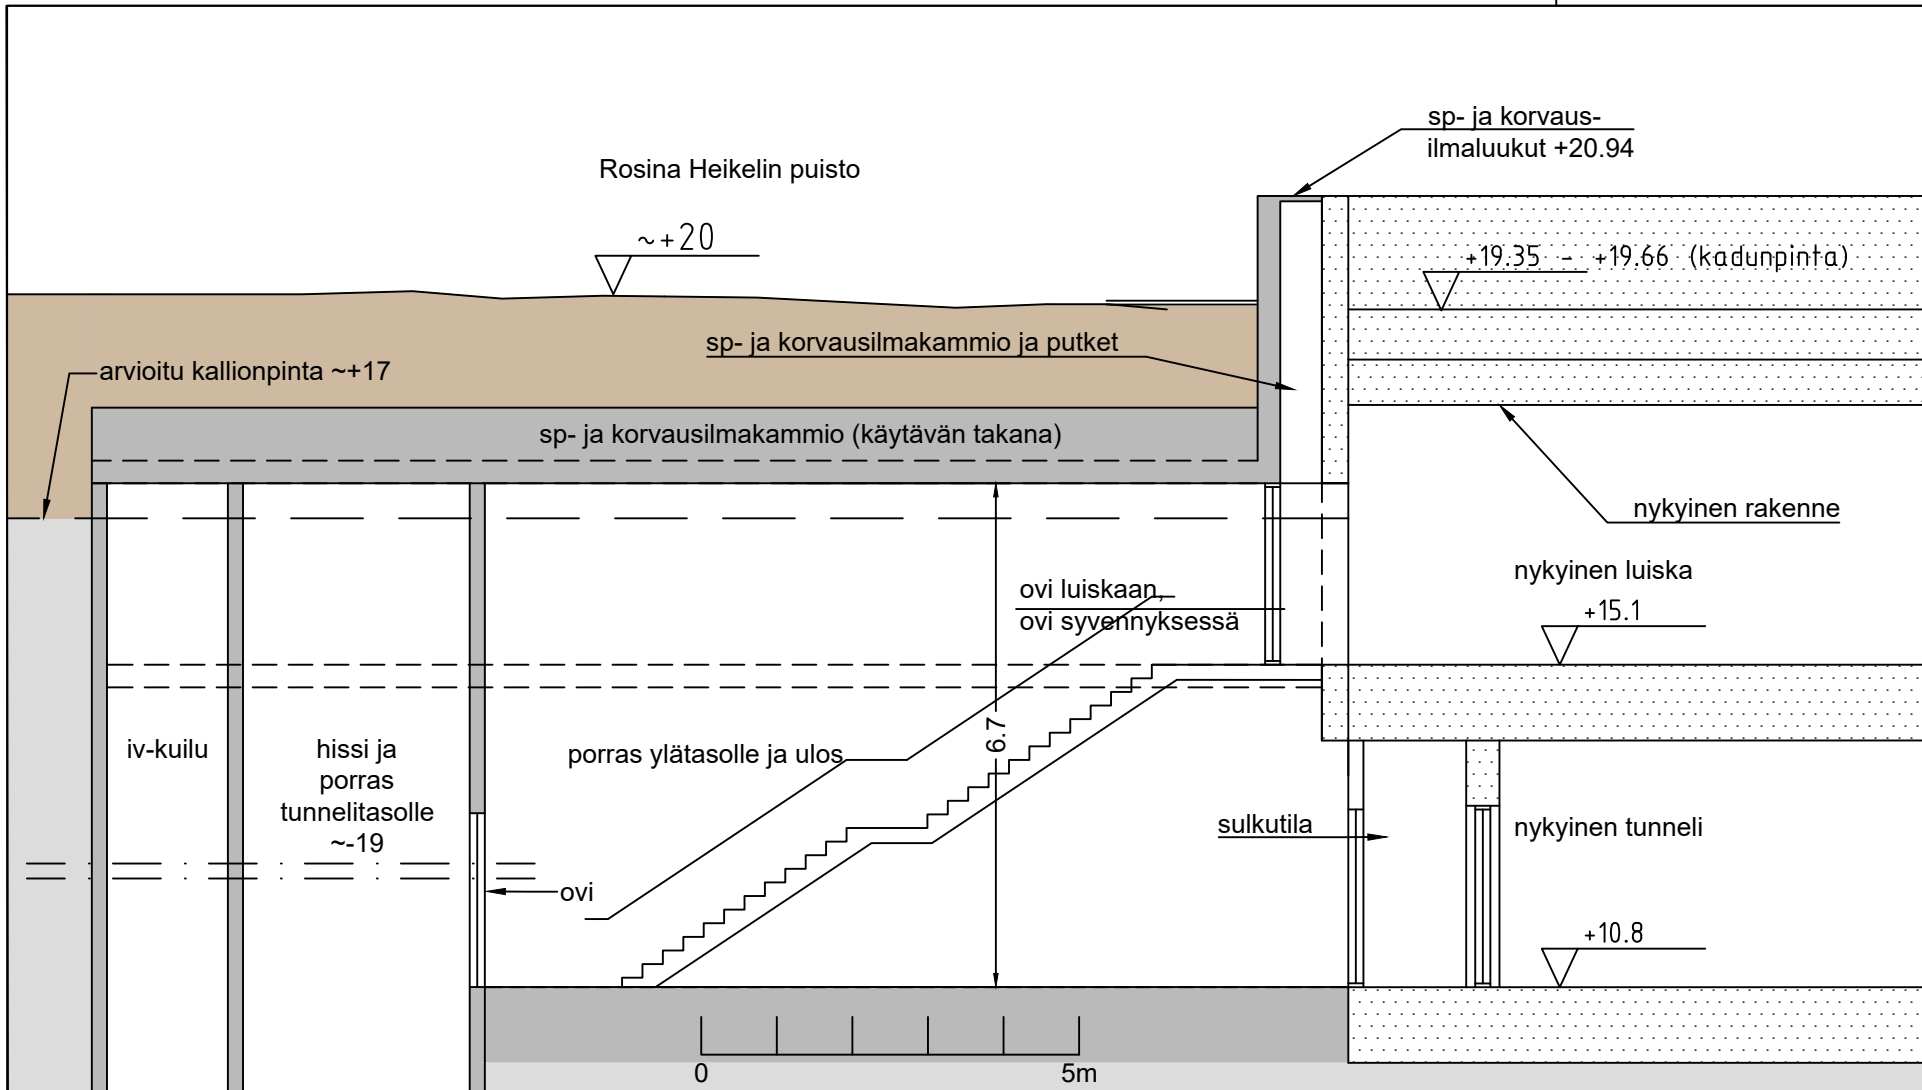 sp- ja korvaus-
ilmaluukut +20.94
Rosina Heikelin puisto
~+20
+19.35 - +19.66 (kadunpinta)
sp- ja korvausilmakammio ja putket
arvioitu kallionpinta ~+17
sp- ja korvausilmakammio (käytävän takana)
nykyinen rakenne
nykyinen luiska
+15.1
ovi luiskaan,
ovi syvennyksessä
6.7
iv-kuilu
hissi ja
porras
tunnelitasolle
~-19
porras ylätasolle ja ulos
sulkutila
nykyinen tunneli
ovi
+10.8
0
5m